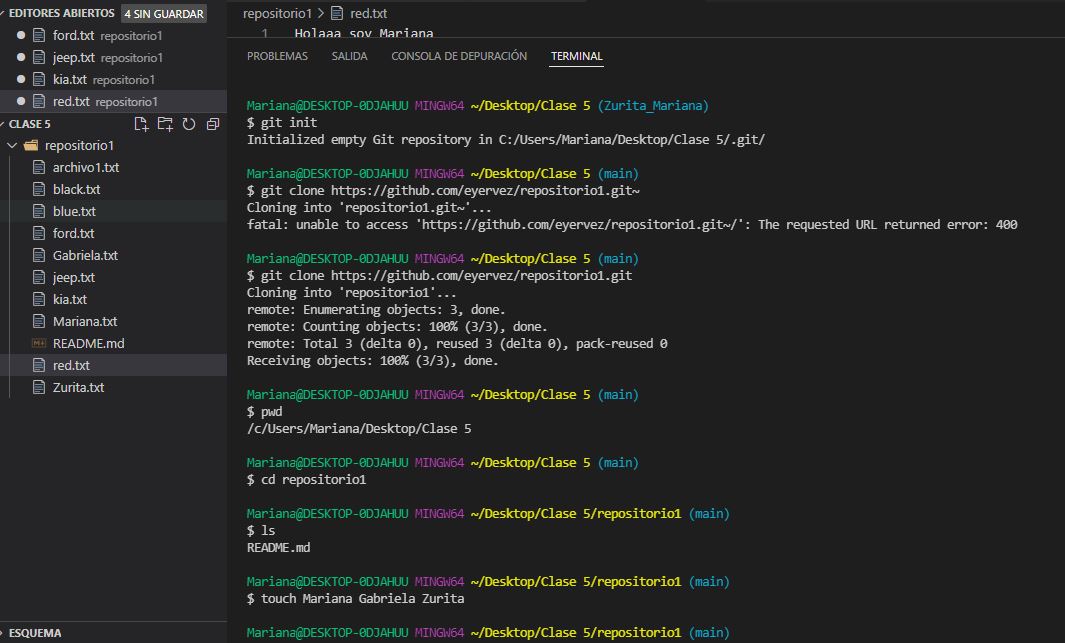 EDITORES ABIERTOS 4 SIN GUARDAR
ford.txt repositorio1
jeep.txt repositorio1
kia.txt repositorio1
red.txt repositorio1
CLASE 5
repositorio1
archivo1.txt
black.txt
blue.txt
ford.txt
Gabriela.txt
jeep.txt
kia.txt
Mariana.txt
README.md
red.txt
Zurita.txt
ESQUEMA
repositorio1 > red.txt
1 Holaaa soy Mariana
PROBLEMAS SALIDA CONSOLA DE DEPURACIÓN TERMINAL
Mariana@DESKTOP-0DJAHUU MINGW64 ~/Desktop/Clase 5 (Zurita_Mariana)
$ git init
Initialized empty Git repository in C:/Users/Mariana/Desktop/Clase 5/.git/
Mariana@DESKTOP-0DJAHUU MINGW64 ~/Desktop/Clase 5 (main)
$ git clone https://github.com/eyervez/repositorio1.git~
Cloning into 'repositorio1.git~'...
fatal: unable to access 'https://github.com/eyervez/repositorio1.git~/': The requested URL returned error: 400
Mariana@DESKTOP-0DJAHUU MINGW64 ~/Desktop/Clase 5 (main)
$ git clone https://github.com/eyervez/repositorio1.git
Cloning into 'repositorio1'...
remote: Enumerating objects: 3, done.
remote: Counting objects: 100% (3/3), done.
remote: Total 3 (delta 0), reused 3 (delta 0), pack-reused 0
Receiving objects: 100% (3/3), done.
Mariana@DESKTOP-0DJAHUU MINGW64 ~/Desktop/Clase 5 (main)
$ pwd
/c/Users/Mariana/Desktop/Clase 5
Mariana@DESKTOP-0DJAHUU MINGW64 ~/Desktop/Clase 5 (main)
$ cd repositorio1
Mariana@DESKTOP-0DJAHUU MINGW64 ~/Desktop/Clase 5/repositorio1 (main)
$ ls
README.md
Mariana@DESKTOP-0DJAHUU MINGW64 ~/Desktop/Clase 5/repositorio1 (main)
$ touch Mariana Gabriela Zurita
Mariana@DESKTOP-0DJAHUU MINGW64 ~/Desktop/Clase 5/repositorio1 (main)